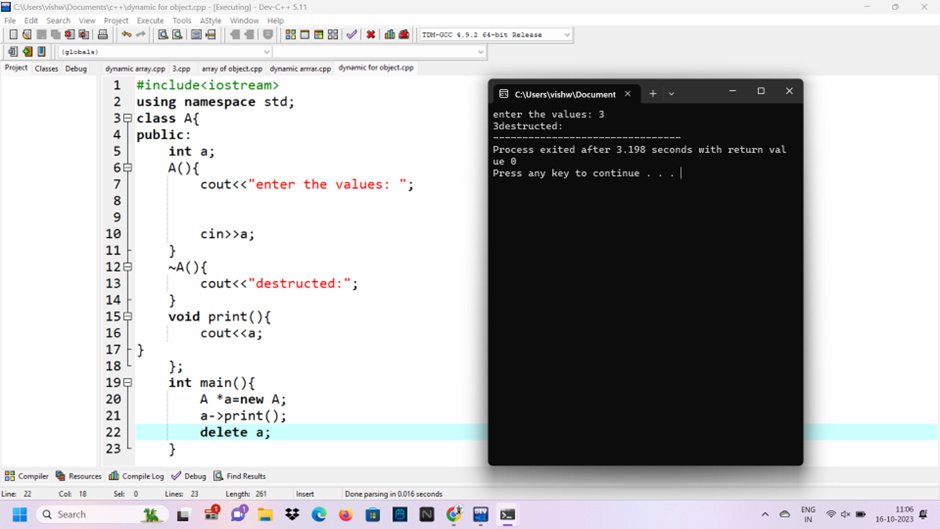 C:\Users\vishw\Documents\c++\dynamic for object.cpp - [Executing] - Dev-C++ 5.11
File Edit Search View Project Execute Tools AStyle Window Help
TDM-GCC 4.9.2 64-bit Release
(globals)
Project Classes Debug
dynamic array.cpp 3.cpp array of object.cpp dynamic arrrar.cpp dynamic for object.cpp
1 #include<iostream>
2 using namespace std;
3 class A{
4 public:
5 int a;
6 A(){
7 cout<<"enter the values: ";
8
9
10 cin>>a;
11 }
12 ~A(){
13 cout<<"destructed:";
14 }
15 void print(){
16 cout<<a;
17 }
18 };
19 int main(){
20 A *a=new A;
21 a->print();
22 delete a;
23 }
C:\Users\vishw\Document
enter the values: 3
3destructed:
--------------------------------
Process exited after 3.198 seconds with return val
ue 0
Press any key to continue . . .
Compiler Resources Compile Log Debug Find Results
Line: 22 Col: 18 Sel: 0 Lines: 23 Length: 261 Insert Done parsing in 0.016 seconds
Search
1
1
ENG
IN
11:06
16-10-2023